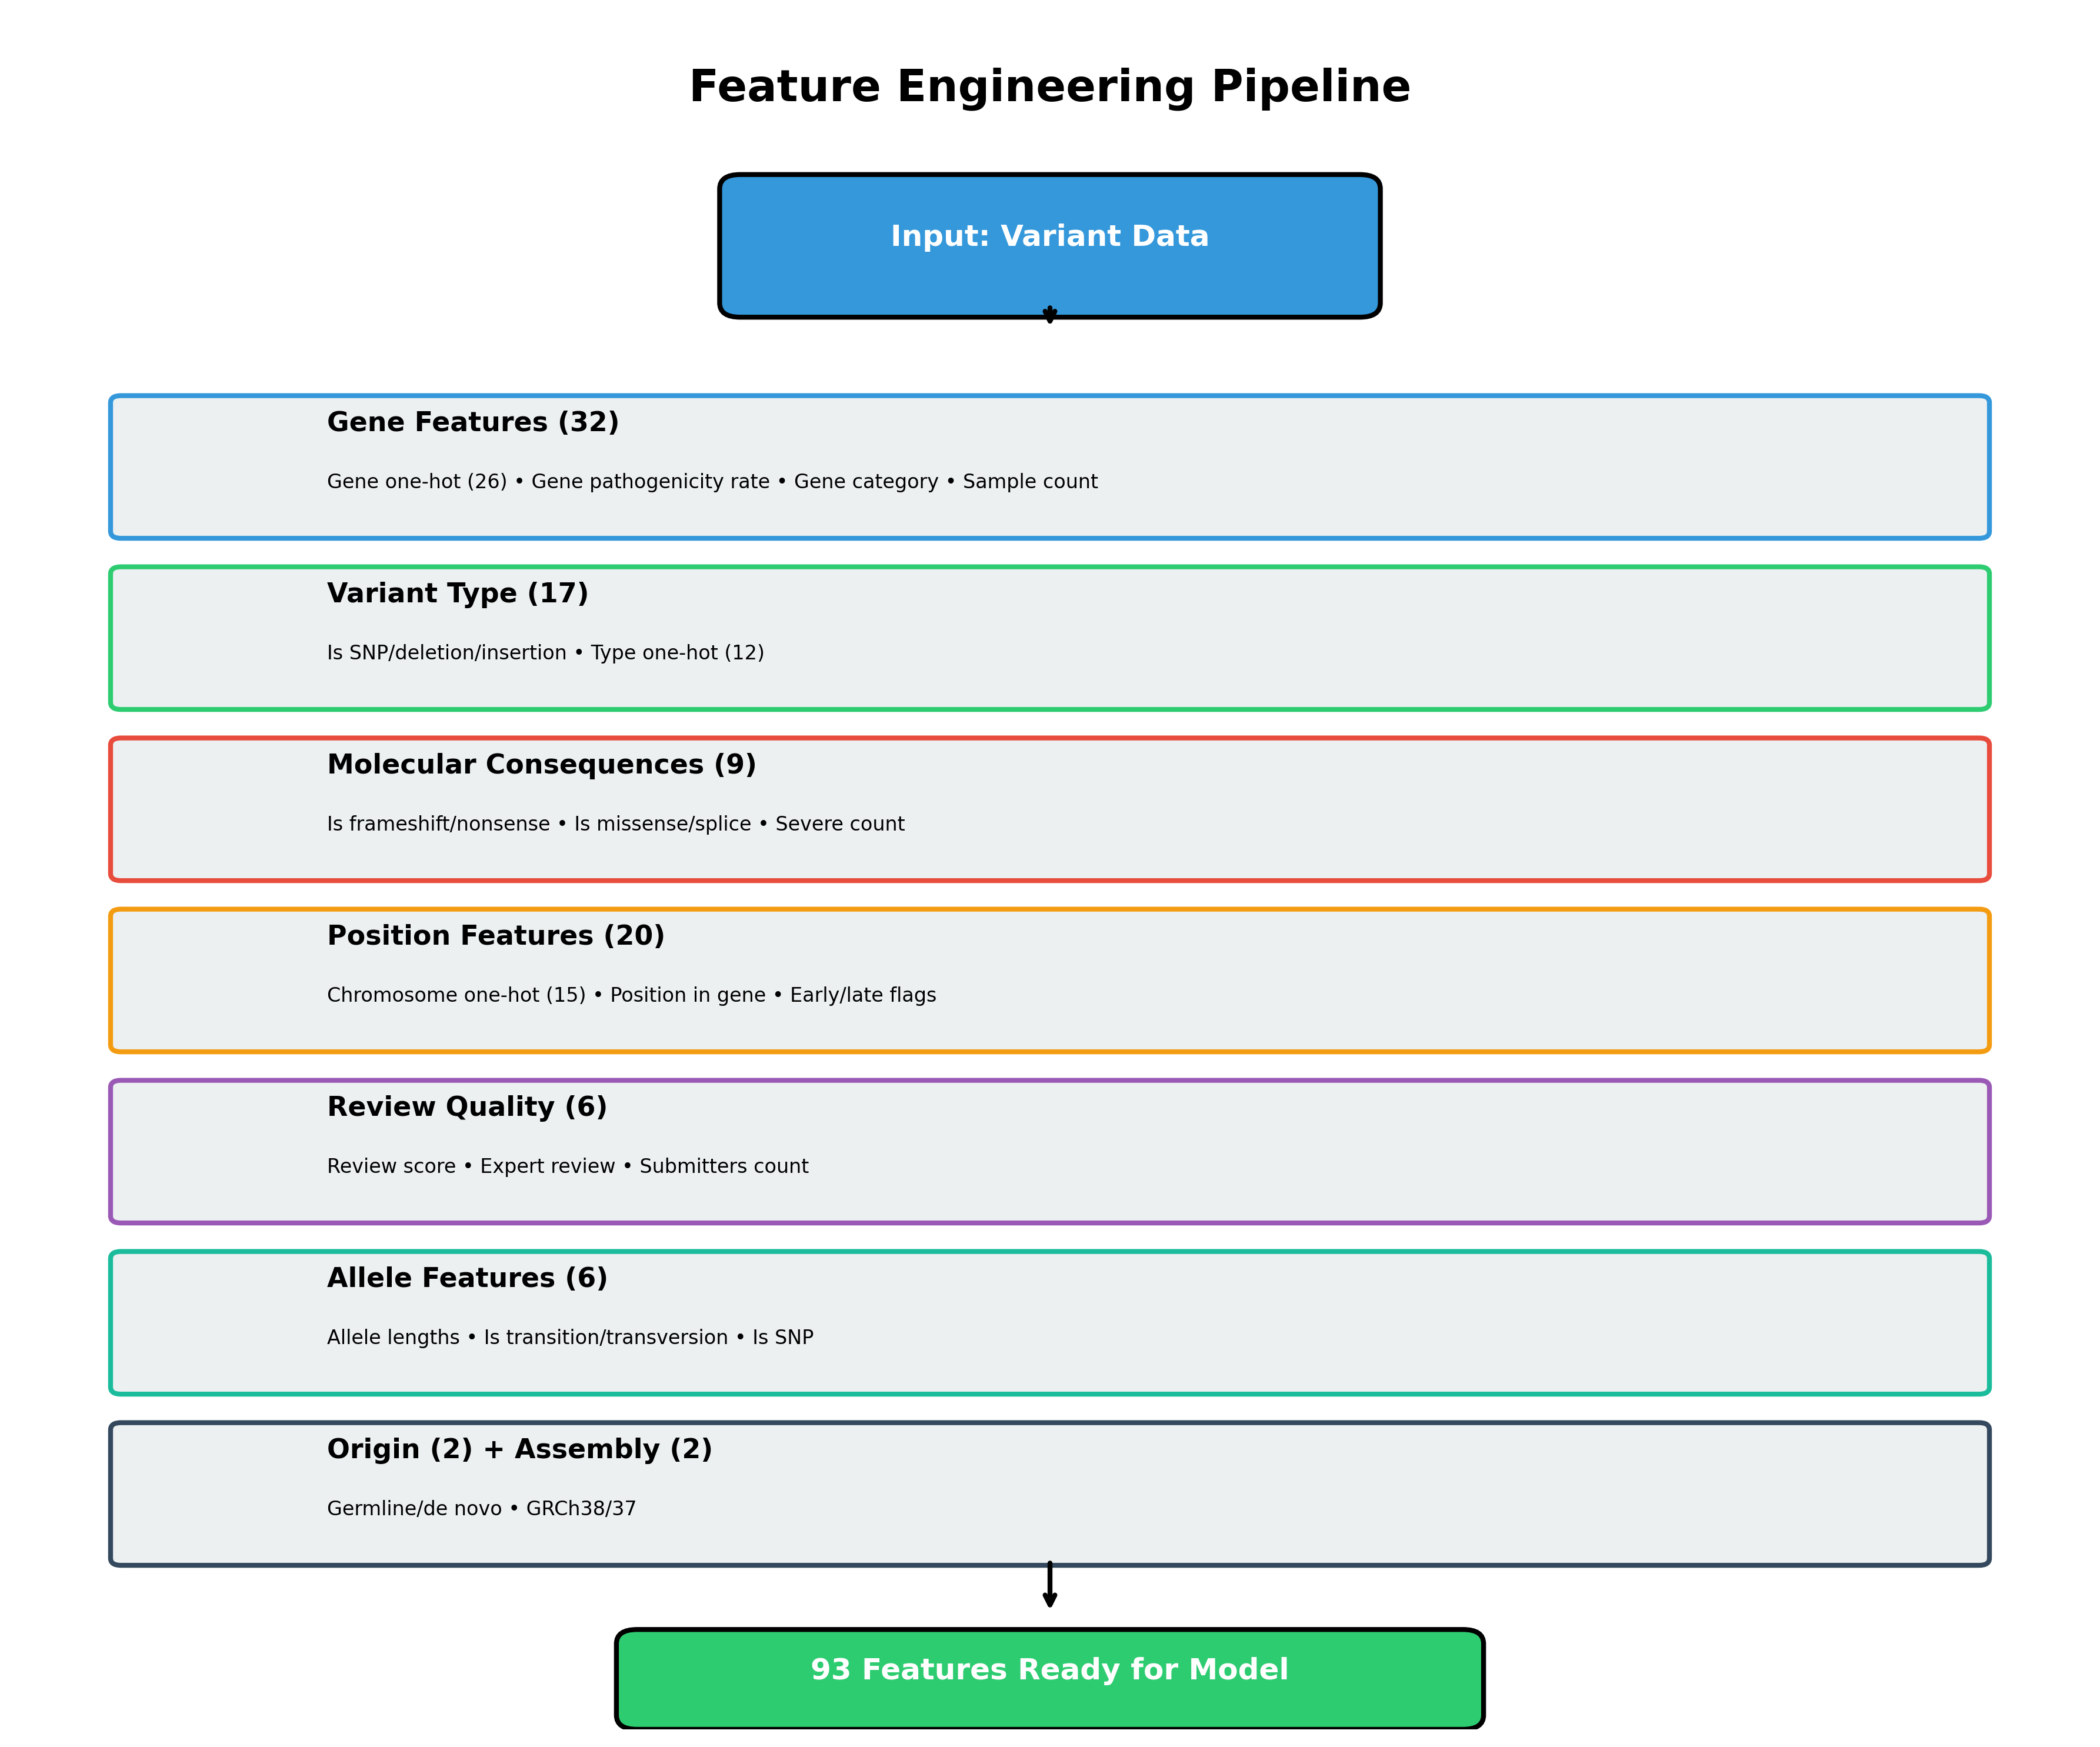 Feature Engineering Pipeline
Input: Variant Data
Gene Features (32)
Gene one-hot (26) • Gene pathogenicity rate • Gene category • Sample count
Variant Type (17)
Is SNP/deletion/insertion • Type one-hot (12)
Molecular Consequences (9)
Is frameshift/nonsense • Is missense/splice • Severe count
Position Features (20)
Chromosome one-hot (15) • Position in gene • Early/late flags
Review Quality (6)
Review score • Expert review • Submitters count
Allele Features (6)
Allele lengths • Is transition/transversion • Is SNP
Origin (2) + Assembly (2)
Germline/de novo • GRCh38/37
93 Features Ready for Model